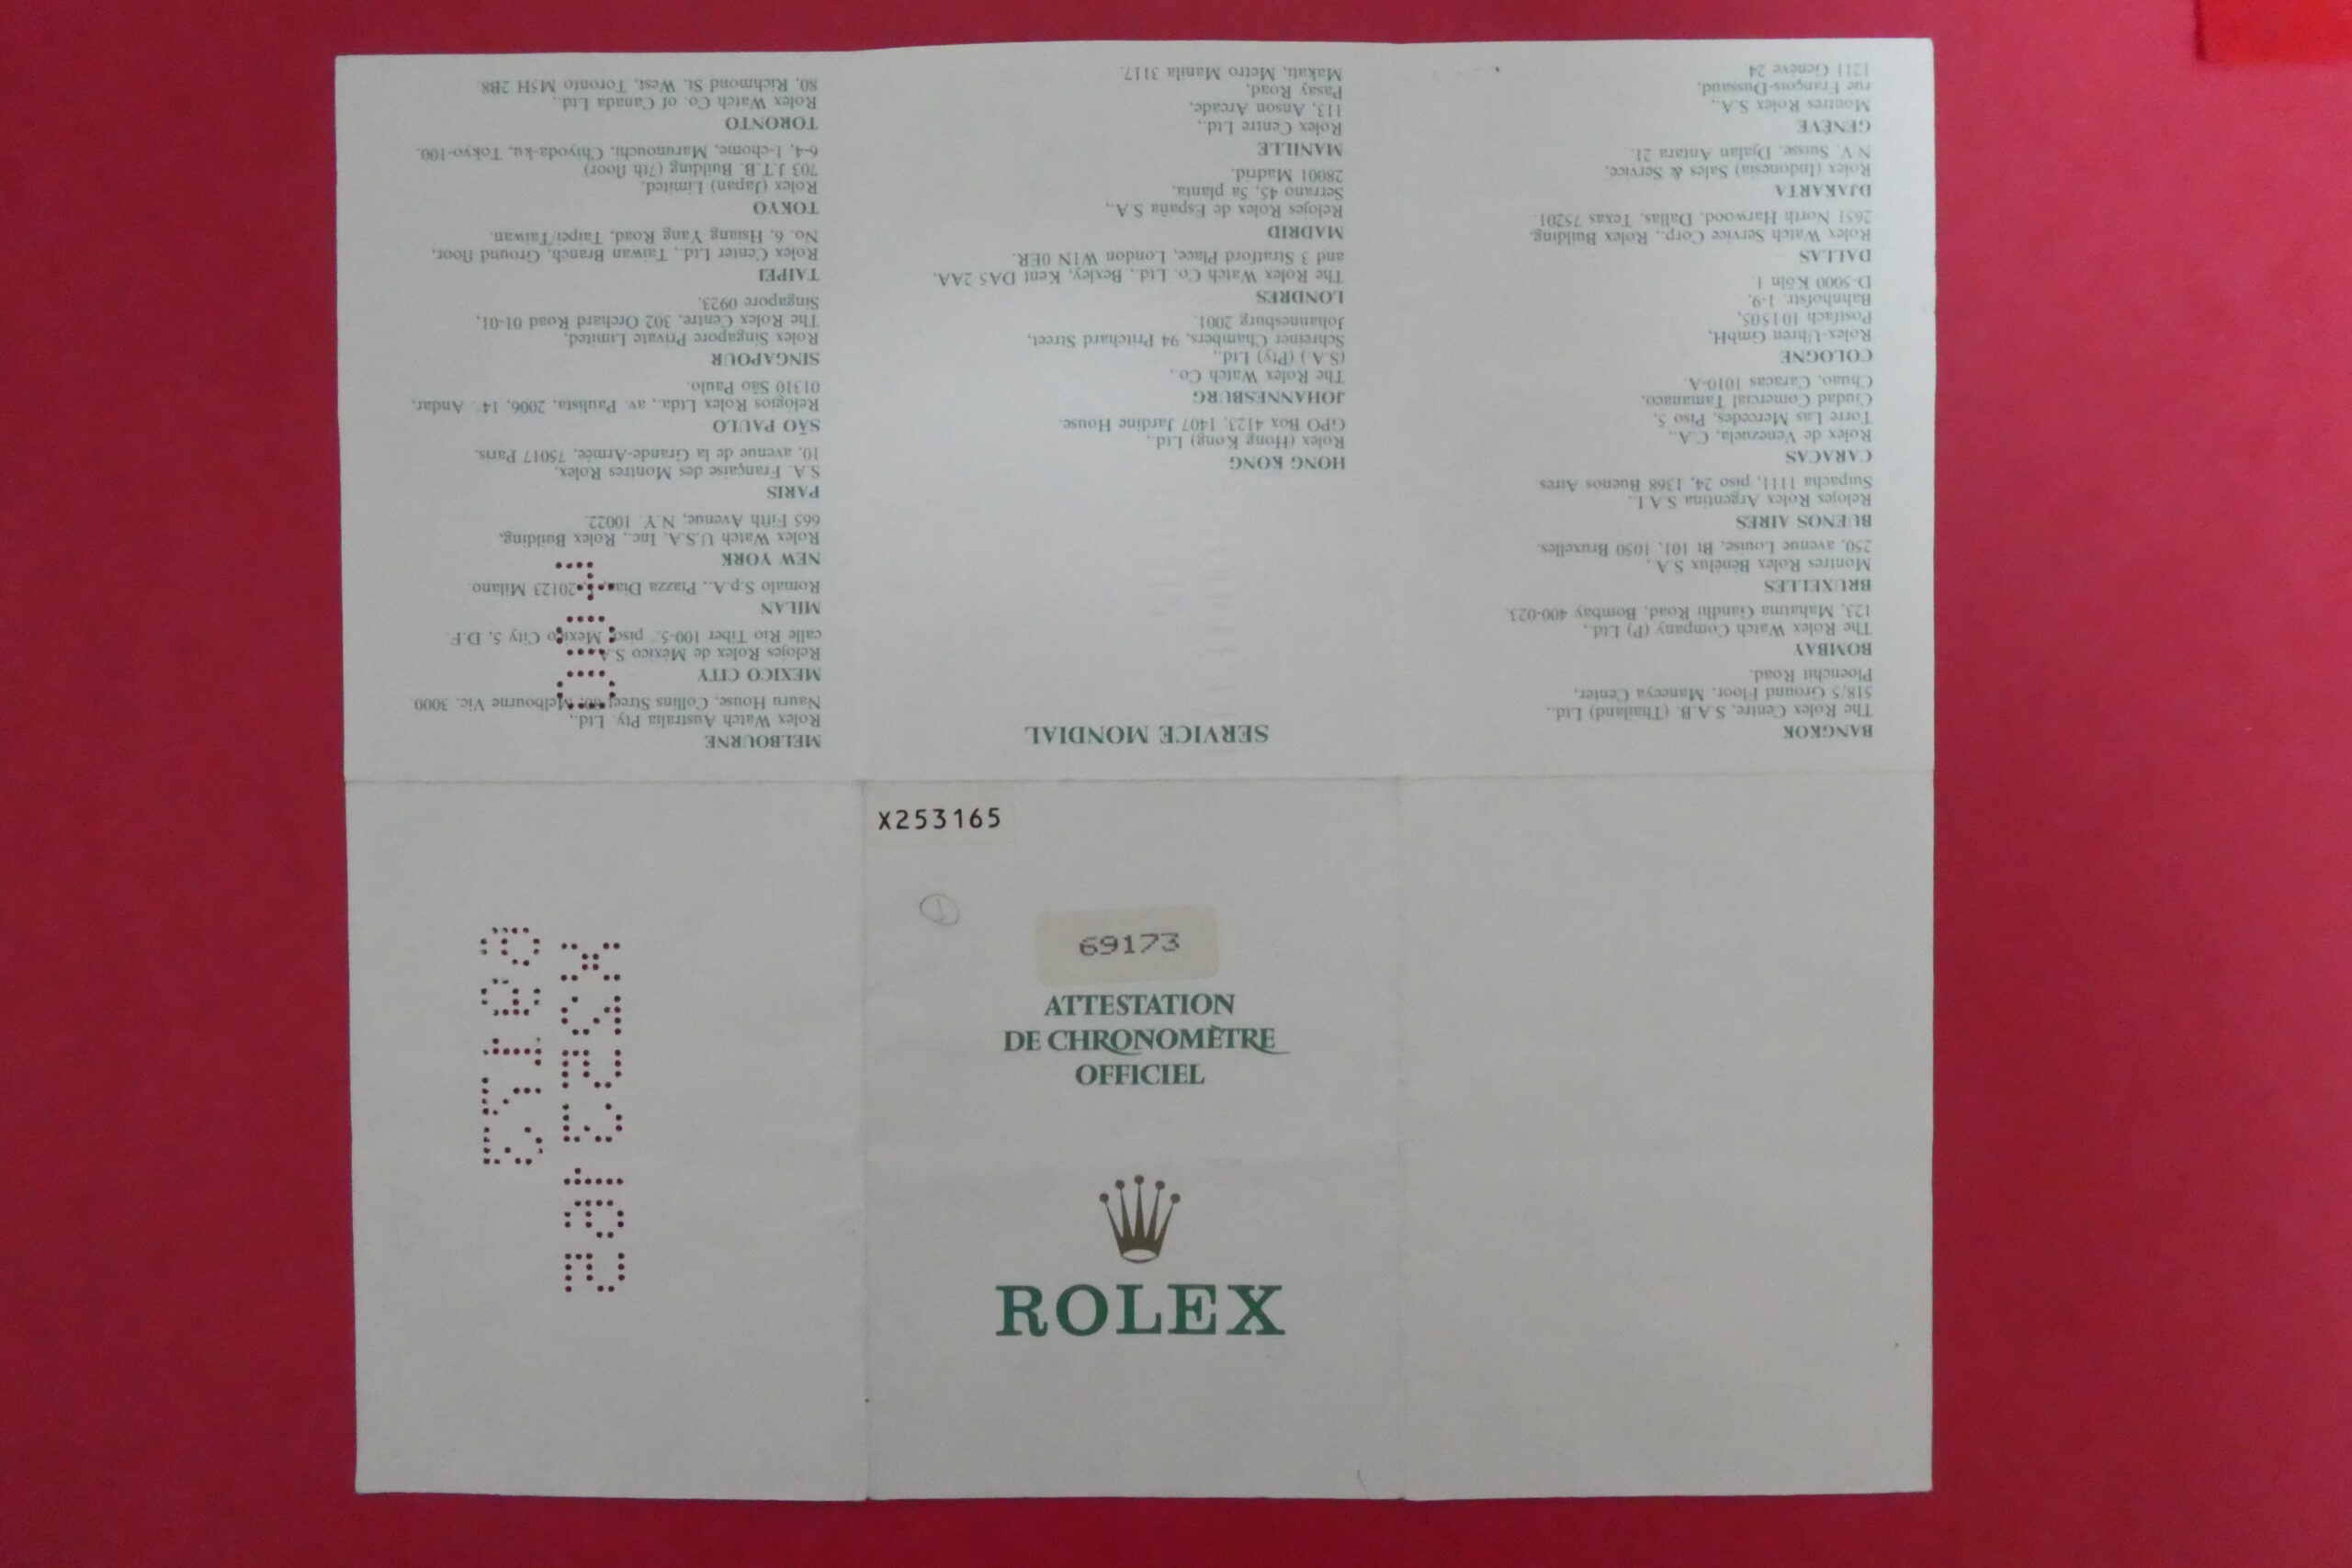 X253165
1
69173
ATTESTATION
DE CHRONOMÈTRE
OFFICIEL
ROLEX
SERVICE MONDIAL
BANGKOK
The Rolex Centre, S.A.B. (Thailand) Ltd.,
518/5 Ground Floor, Maneeya Center,
Ploenchit Road.
BOMBAY
The Rolex Watch Company (P) Ltd.,
123, Mahatma Gandhi Road, Bombay 400-023.
BRUXELLES
Montres Rolex Bénélux S.A.,
250, avenue Louise, Bt 101, 1050 Bruxelles.
BUENOS AIRES
Relojes Rolex Argentina S.A.I.,
Suipacha 1111, piso 24, 1368 Buenos Aires.
CARACAS
Rolex de Venezuela, C.A.,
Torre Las Mercedes, Piso 5,
Ciudad Comercial Tamanaco,
Chuao, Caracas 1010-A.
COLOGNE
Rolex-Uhren GmbH,
Postfach 101505,
Bahnhofstr. 1-9,
D-5000 Köln 1.
DALLAS
Rolex Watch Service Corp., Rolex Building,
2651 North Harwood, Dallas, Texas 75201.
DJAKARTA
Rolex (Indonesia) Sales & Service,
N.V. Suisse, Djalan Antara 21.
GENÈVE
Montres Rolex S.A.,
rue François-Dussaud,
1211 Genève 24
HONG KONG
Rolex (Hong Kong) Ltd.,
GPO Box 4123, 1407 Jardine House.
JOHANNESBURG
The Rolex Watch Co.,
(S.A.) (Pty) Ltd.,
Schreiner Chambers, 94 Pritchard Street,
Johannesburg 2001.
LONDRES
The Rolex Watch Co. Ltd., Bexley, Kent DA5 2AA,
and 3 Stratford Place, London W1N 0ER.
MADRID
Relojes Rolex de España S.A.,
Serrano 45, 5a planta,
28001 Madrid.
MANILLE
Rolex Centre Ltd.,
113, Anson Arcade,
Pasay Road,
Makati, Metro Manila 3117.
MELBOURNE
Rolex Watch Australia Pty. Ltd.,
Nauru House, Collins Street 80, Melbourne Vic. 3000.
MEXICO CITY
Relojes Rolex de México S.A.
calle Rio Tiber 100-5. piso, Mexico City 5, D.F.
MILAN
Romalo S.p.A., Piazza Diaz, 20123 Milano.
NEW YORK
Rolex Watch U.S.A. Inc., Rolex Building,
665 Fifth Avenue, N.Y. 10022.
PARIS
S.A. Française des Montres Rolex,
10, avenue de la Grande-Armée, 75017 Paris.
SÃO PAULO
Relógios Rolex Ltda., av. Paulista, 2006, 14. Andar,
01310 São Paulo.
SINGAPOUR
Rolex Singapore Private Limited,
The Rolex Centre, 302 Orchard Road 01-01,
Singapore 0923.
TAIPEI
Rolex Center Ltd., Taiwan Branch, Ground floor,
No. 6, Hsiang Yang Road, Taipei/Taiwan.
TOKYO
Rolex (Japan) Limited,
703 J.T.B. Building (7th floor)
6-4, 1-chome, Marunouchi, Chiyoda-ku, Tokyo-100.
TORONTO
Rolex Watch Co. of Canada Ltd.,
80, Richmond St. West, Toronto M5H 2B8.